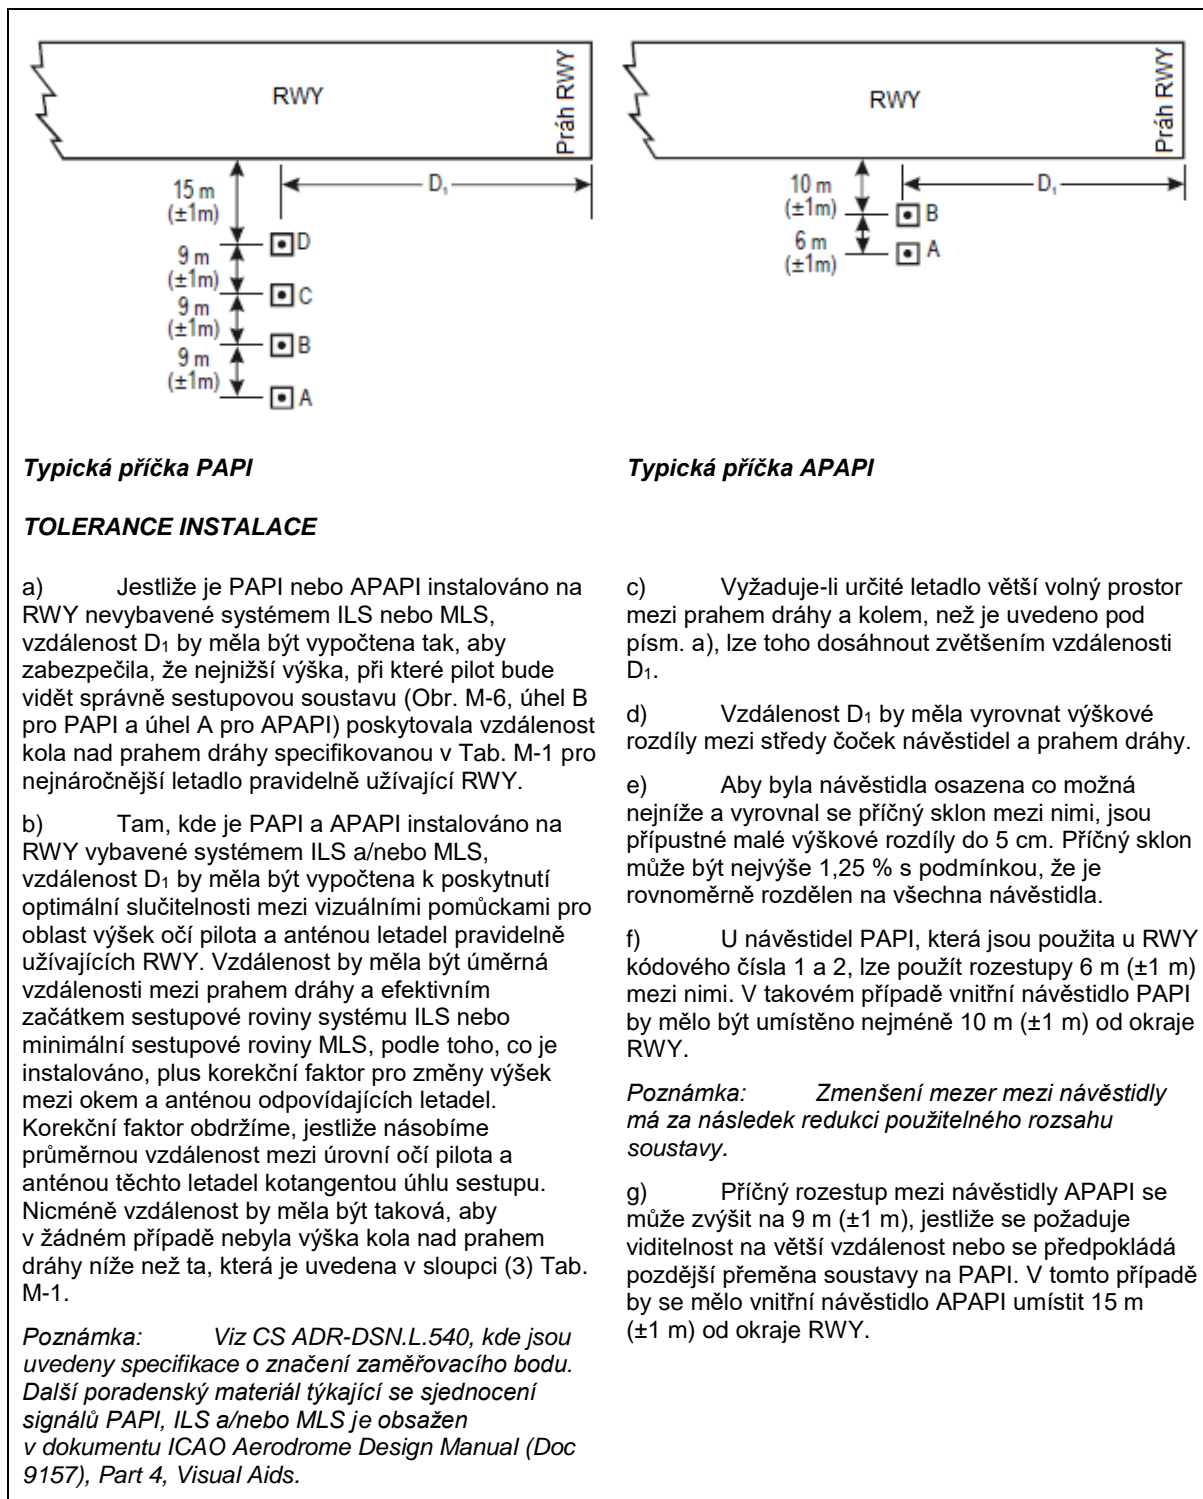 RWY
Práh RWY
15 m
(±1m)
D₁
D
9 m
(±1m)
C
9 m
(±1m)
B
9 m
(±1m)
A
RWY
Práh RWY
10 m
(±1m)
D₁
B
6 m
(±1m)
A
Typická příčka PAPI
Typická příčka APAPI
TOLERANCE INSTALACE
a) Jestliže je PAPI nebo APAPI instalováno na
RWY nevybavené systémem ILS nebo MLS,
vzdálenost D₁ by měla být vypočtena tak, aby
zabezpečila, že nejnižší výška, při které pilot bude
vidět správně sestupovou soustavu (Obr. M-6, úhel B
pro PAPI a úhel A pro APAPI) poskytovala vzdálenost
kola nad prahem dráhy specifikovanou v Tab. M-1 pro
nejnáročnější letadlo pravidelně užívající RWY.
b) Tam, kde je PAPI a APAPI instalováno na
RWY vybavené systémem ILS a/nebo MLS,
vzdálenost D₁ by měla být vypočtena k poskytnutí
optimální slučitelnosti mezi vizuálními pomůckami pro
oblast výšek očí pilota a anténou letadel pravidelně
užívajících RWY. Vzdálenost by měla být úměrná
vzdálenosti mezi prahem dráhy a efektivním
začátkem sestupové roviny systému ILS nebo
minimální sestupové roviny MLS, podle toho, co je
instalováno, plus korekční faktor pro změny výšek
mezi okem a anténou odpovídajících letadel.
Korekční faktor obdržíme, jestliže násobíme
průměrnou vzdálenost mezi úrovní očí pilota a
anténou těchto letadel kotangentou úhlu sestupu.
Nicméně vzdálenost by měla být taková, aby
v žádném případě nebyla výška kola nad prahem
dráhy níže než ta, která je uvedena v sloupci (3) Tab.
M-1.
Poznámka: Viz CS ADR-DSN.L.540, kde jsou
uvedeny specifikace o značení zaměřovacího bodu.
Další poradenský materiál týkající se sjednocení
signálů PAPI, ILS a/nebo MLS je obsažen
v dokumentu ICAO Aerodrome Design Manual (Doc
9157), Part 4, Visual Aids.
c) Vyžaduje-li určité letadlo větší volný prostor
mezi prahem dráhy a kolem, než je uvedeno pod
písm. a), lze toho dosáhnout zvětšením vzdálenosti
D₁.
d) Vzdálenost D₁ by měla vyrovnat výškové
rozdíly mezi středy čoček návěstidel a prahem dráhy.
e) Aby byla návěstidla osazena co možná
nejníže a vyrovnal se příčný sklon mezi nimi, jsou
přípustné malé výškové rozdíly do 5 cm. Příčný sklon
může být nejvýše 1,25 % s podmínkou, že je
rovnoměrně rozdělen na všechna návěstidla.
f) U návěstidel PAPI, která jsou použita u RWY
kódového čísla 1 a 2, lze použít rozestupy 6 m (±1 m)
mezi nimi. V takovém případě vnitřní návěstidlo PAPI
by mělo být umístěno nejméně 10 m (±1 m) od okraje
RWY.
Poznámka: Zmenšení mezer mezi návěstidly
má za následek redukci použitelného rozsahu
soustavy.
g) Příčný rozestup mezi návěstidly APAPI se
může zvýšit na 9 m (±1 m), jestliže se požaduje
viditelnost na větší vzdálenost nebo se předpokládá
pozdější přeměna soustavy na PAPI. V tomto případě
by se mělo vnitřní návěstidlo APAPI umístit 15 m
(±1 m) od okraje RWY.